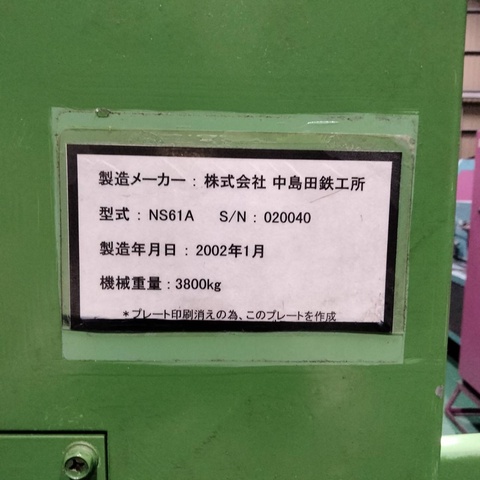 製造メーカー : 株式会社 中島田鉄工所
型式 : NS61A S/N : 020040
製造年月日 : 2002年1月
機械重量 : 3800kg
*プレート印刷消えの為、このプレートを作成